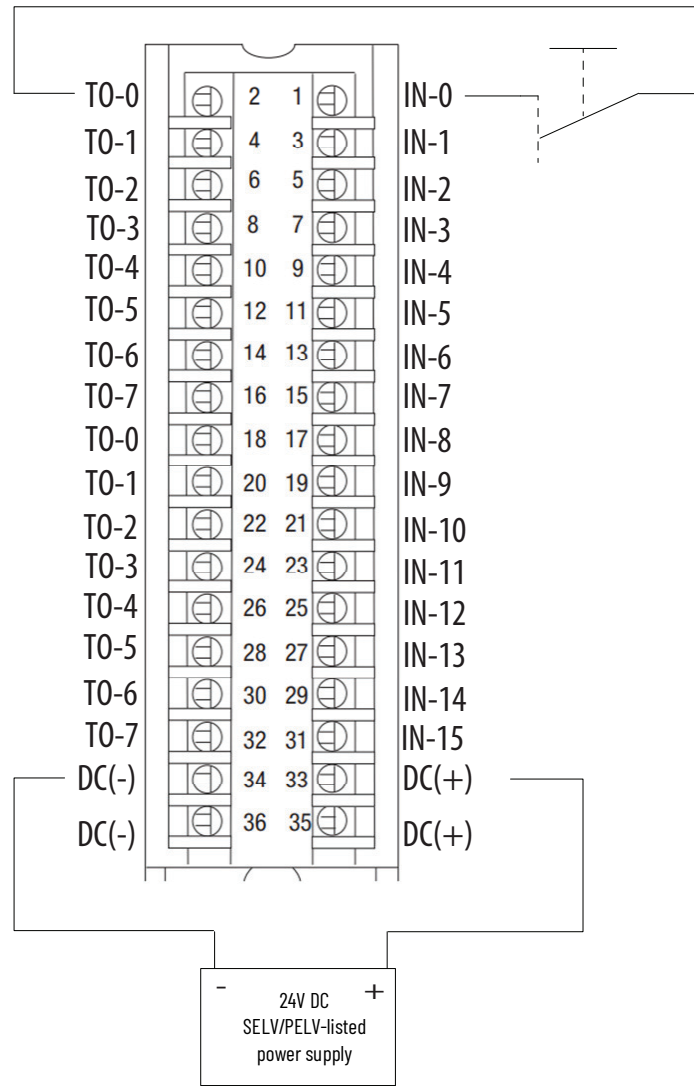 TO-0 2 1 IN-0
TO-1 4 3 IN-1
TO-2 6 5 IN-2
TO-3 8 7 IN-3
TO-4 10 9 IN-4
TO-5 12 11 IN-5
TO-6 14 13 IN-6
TO-7 16 15 IN-7
TO-0 18 17 IN-8
TO-1 20 19 IN-9
TO-2 22 21 IN-10
TO-3 24 23 IN-11
TO-4 26 25 IN-12
TO-5 28 27 IN-13
TO-6 30 29 IN-14
TO-7 32 31 IN-15
DC(-) 34 33 DC(+)
DC(-) 36 35 DC(+)
- +
24V DC
SELV/PELV-listed
power supply